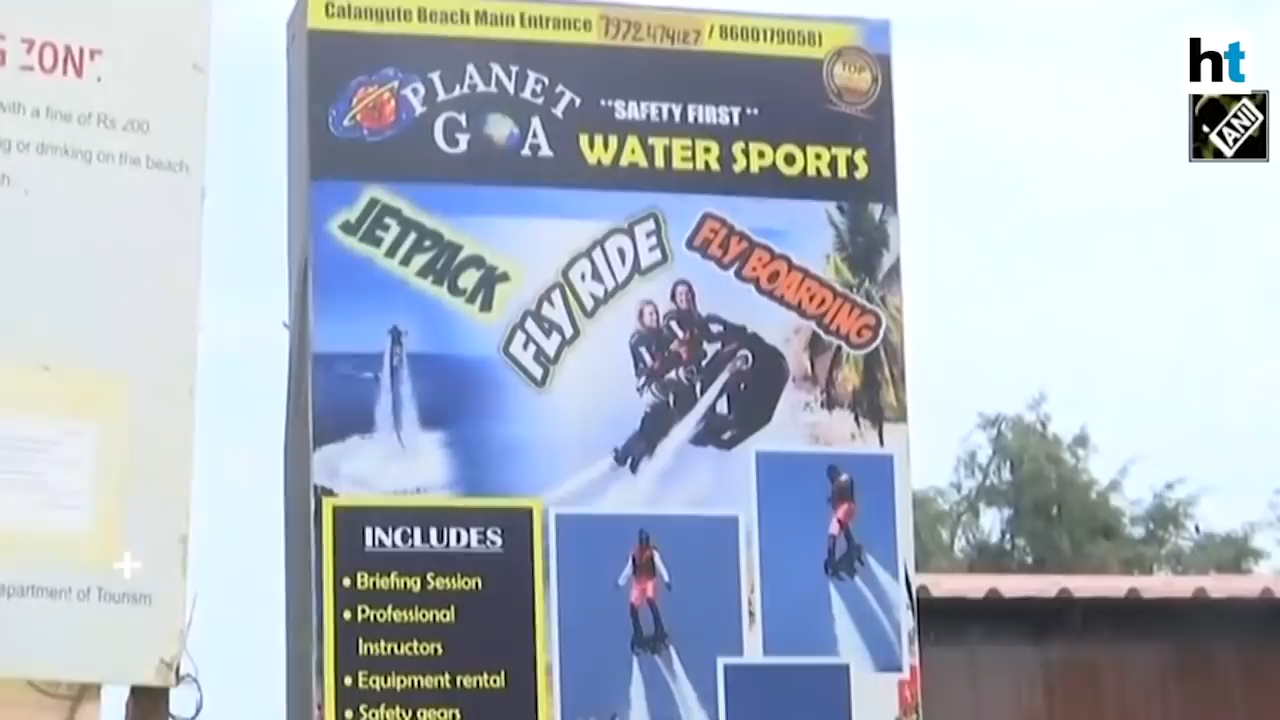 ZONE
with a fine of Rs 200
or drinking on the beach
Department of Tourism
Calangute Beach Main Entrance 7972474127 / 8600179058
PLANET
GOA
"SAFETY FIRST"
WATER SPORTS
TOP
JETPACK
FLY RIDE
FLY BOARDING
INCLUDES
• Briefing Session
• Professional
Instructors
• Equipment rental
• Safety gears
ht
ANI